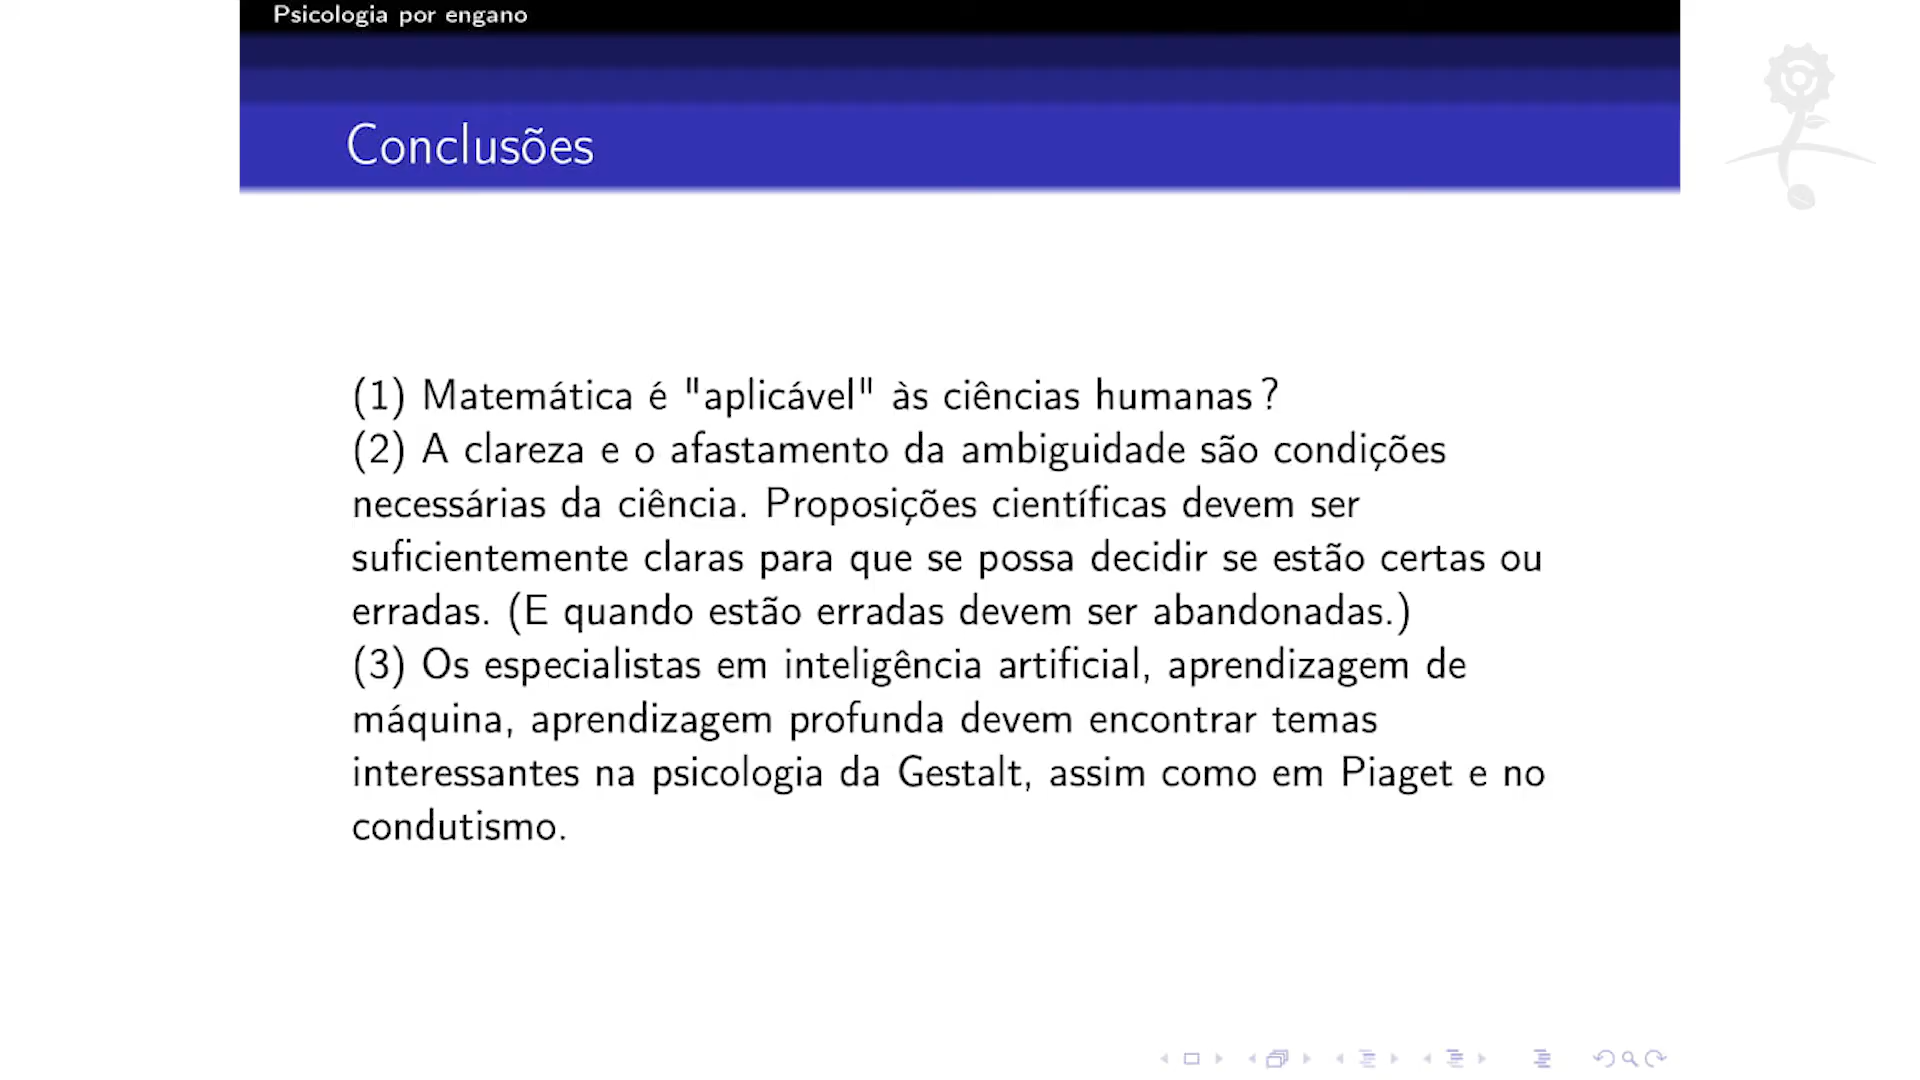 Psicologia por engano
Conclusões
(1) Matemática é "aplicável" às ciências humanas ?
(2) A clareza e o afastamento da ambiguidade são condições
necessárias da ciência. Proposições científicas devem ser
suficientemente claras para que se possa decidir se estão certas ou
erradas. (E quando estão erradas devem ser abandonadas.)
(3) Os especialistas em inteligência artificial, aprendizagem de
máquina, aprendizagem profunda devem encontrar temas
interessantes na psicologia da Gestalt, assim como em Piaget e no
condutismo.